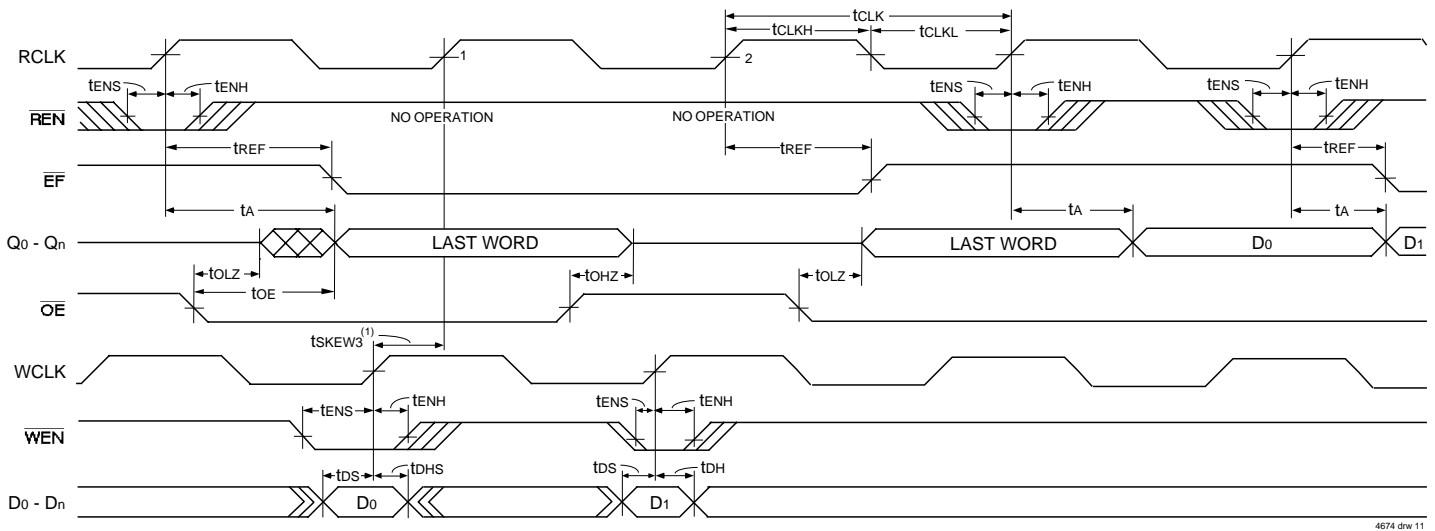 tCLK
tCLKH tCLKL
RCLK 1 2
tENS tENH tENS tENH tENS tENH
REN NO OPERATION NO OPERATION
tREF tREF tREF
EF
tA tA tA
Q0 - Qn LAST WORD LAST WORD D0 D1
tOLZ tOHZ tOLZ
tOE
OE
tSKEW3(1)
WCLK
tENS tENH tENS tENH
WEN
tDS tDHS tDS tDH
D0 - Dn D0 D1
4674 drw 11